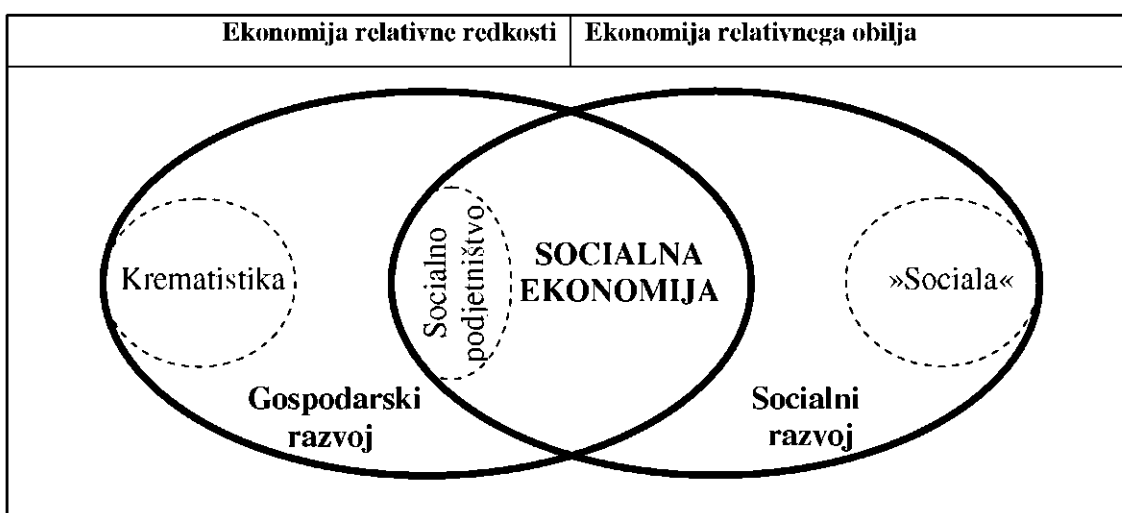 Ekonomija relativne redkosti
Ekonomija relativnega obilja
Krematistika
Socialno
podjetništvo
SOCIALNA
EKONOMIJA
»Sociala«
Gospodarski
razvoj
Socialni
razvoj